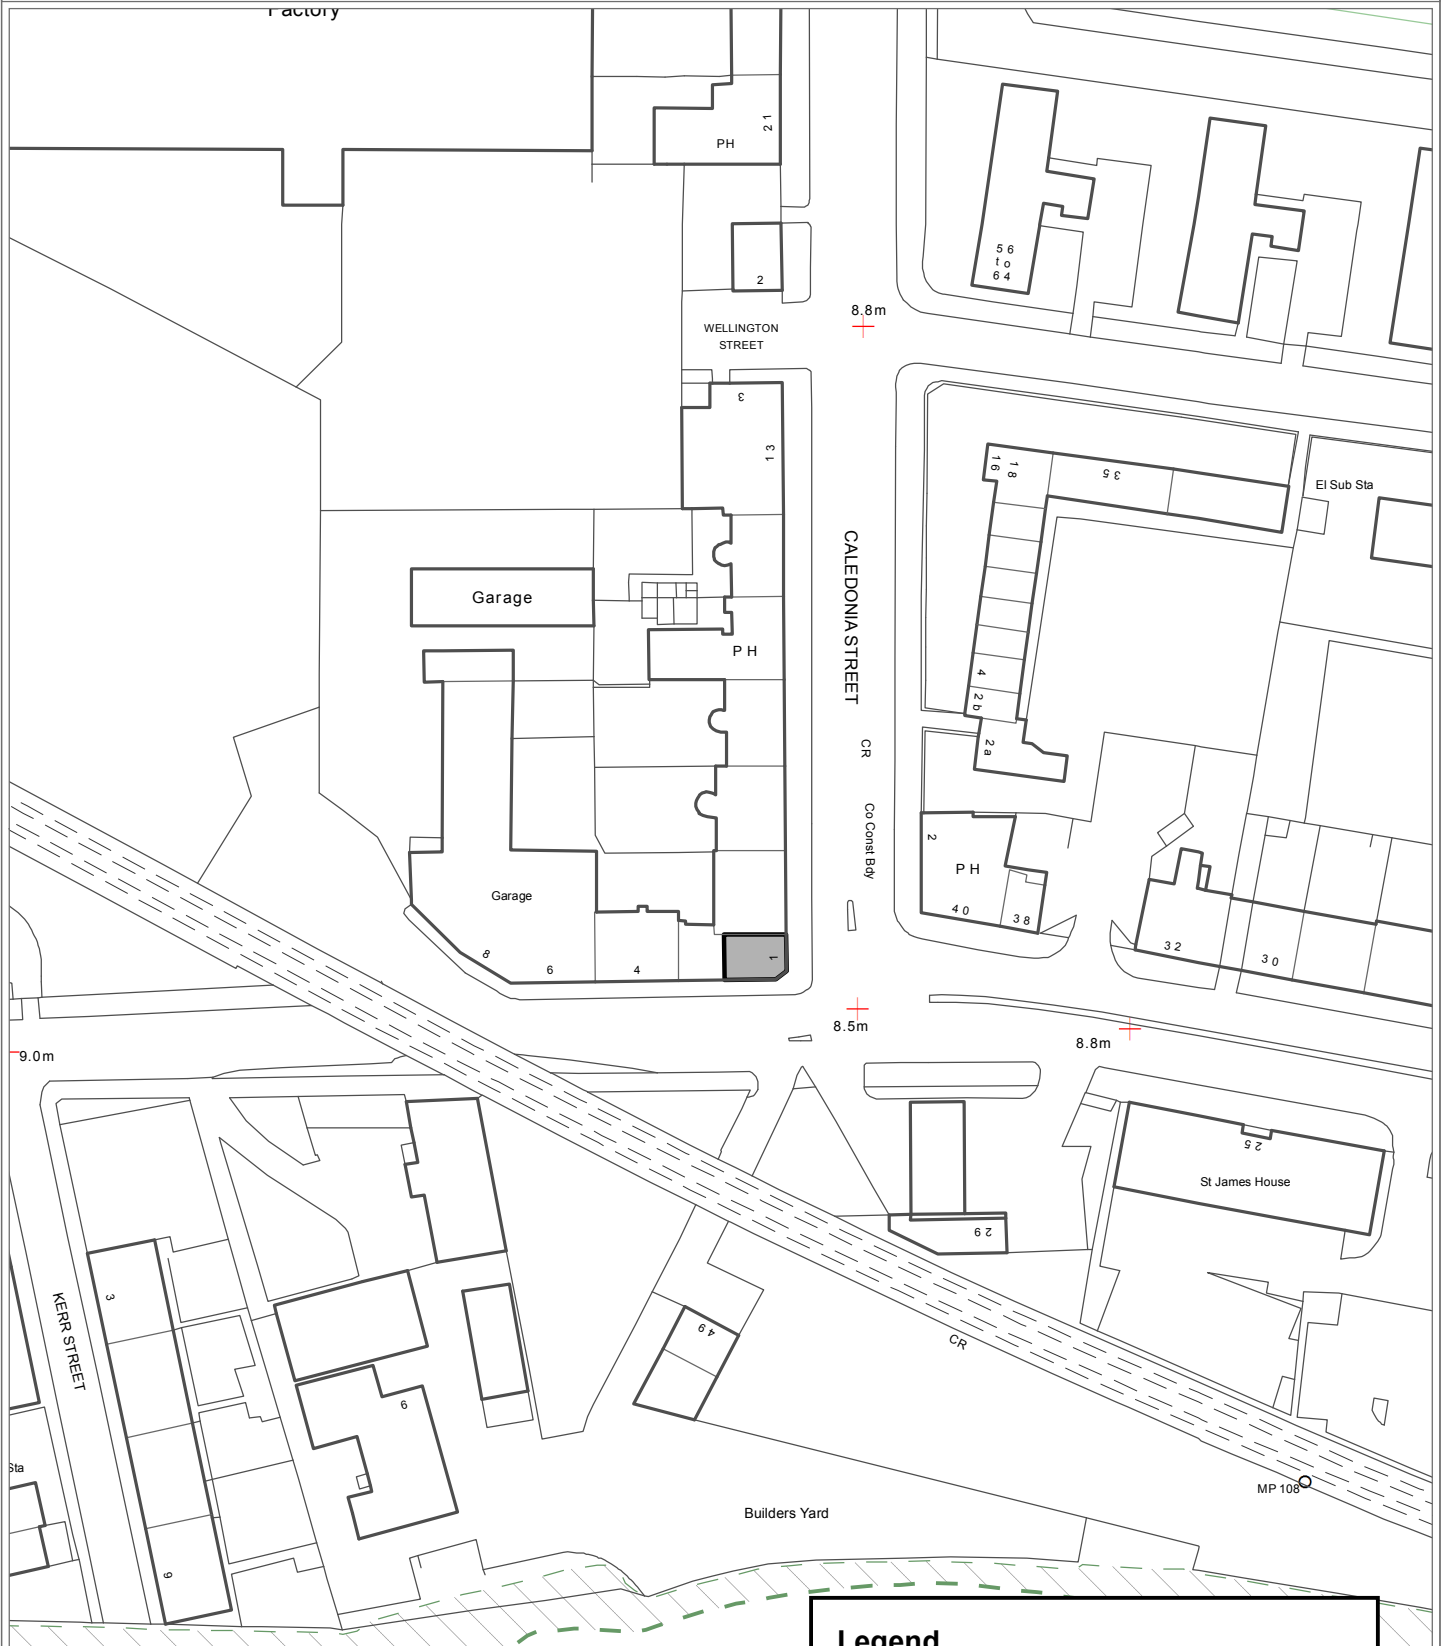 Factory
21
PH
2
56
to
64
8.8m
WELLINGTON
STREET
3
13
16
18
35
El Sub Sta
CALEDONIA STREET
Garage
PH
4
2b
2a
CR
Co Const Bdy
2
PH
40
38
32
30
Garage
8
6
4
1
8.5m
8.8m
9.0m
25
St James House
29
3
KERR STREET
49
CR
6
Sta
MP 108
Builders Yard
9
Legend